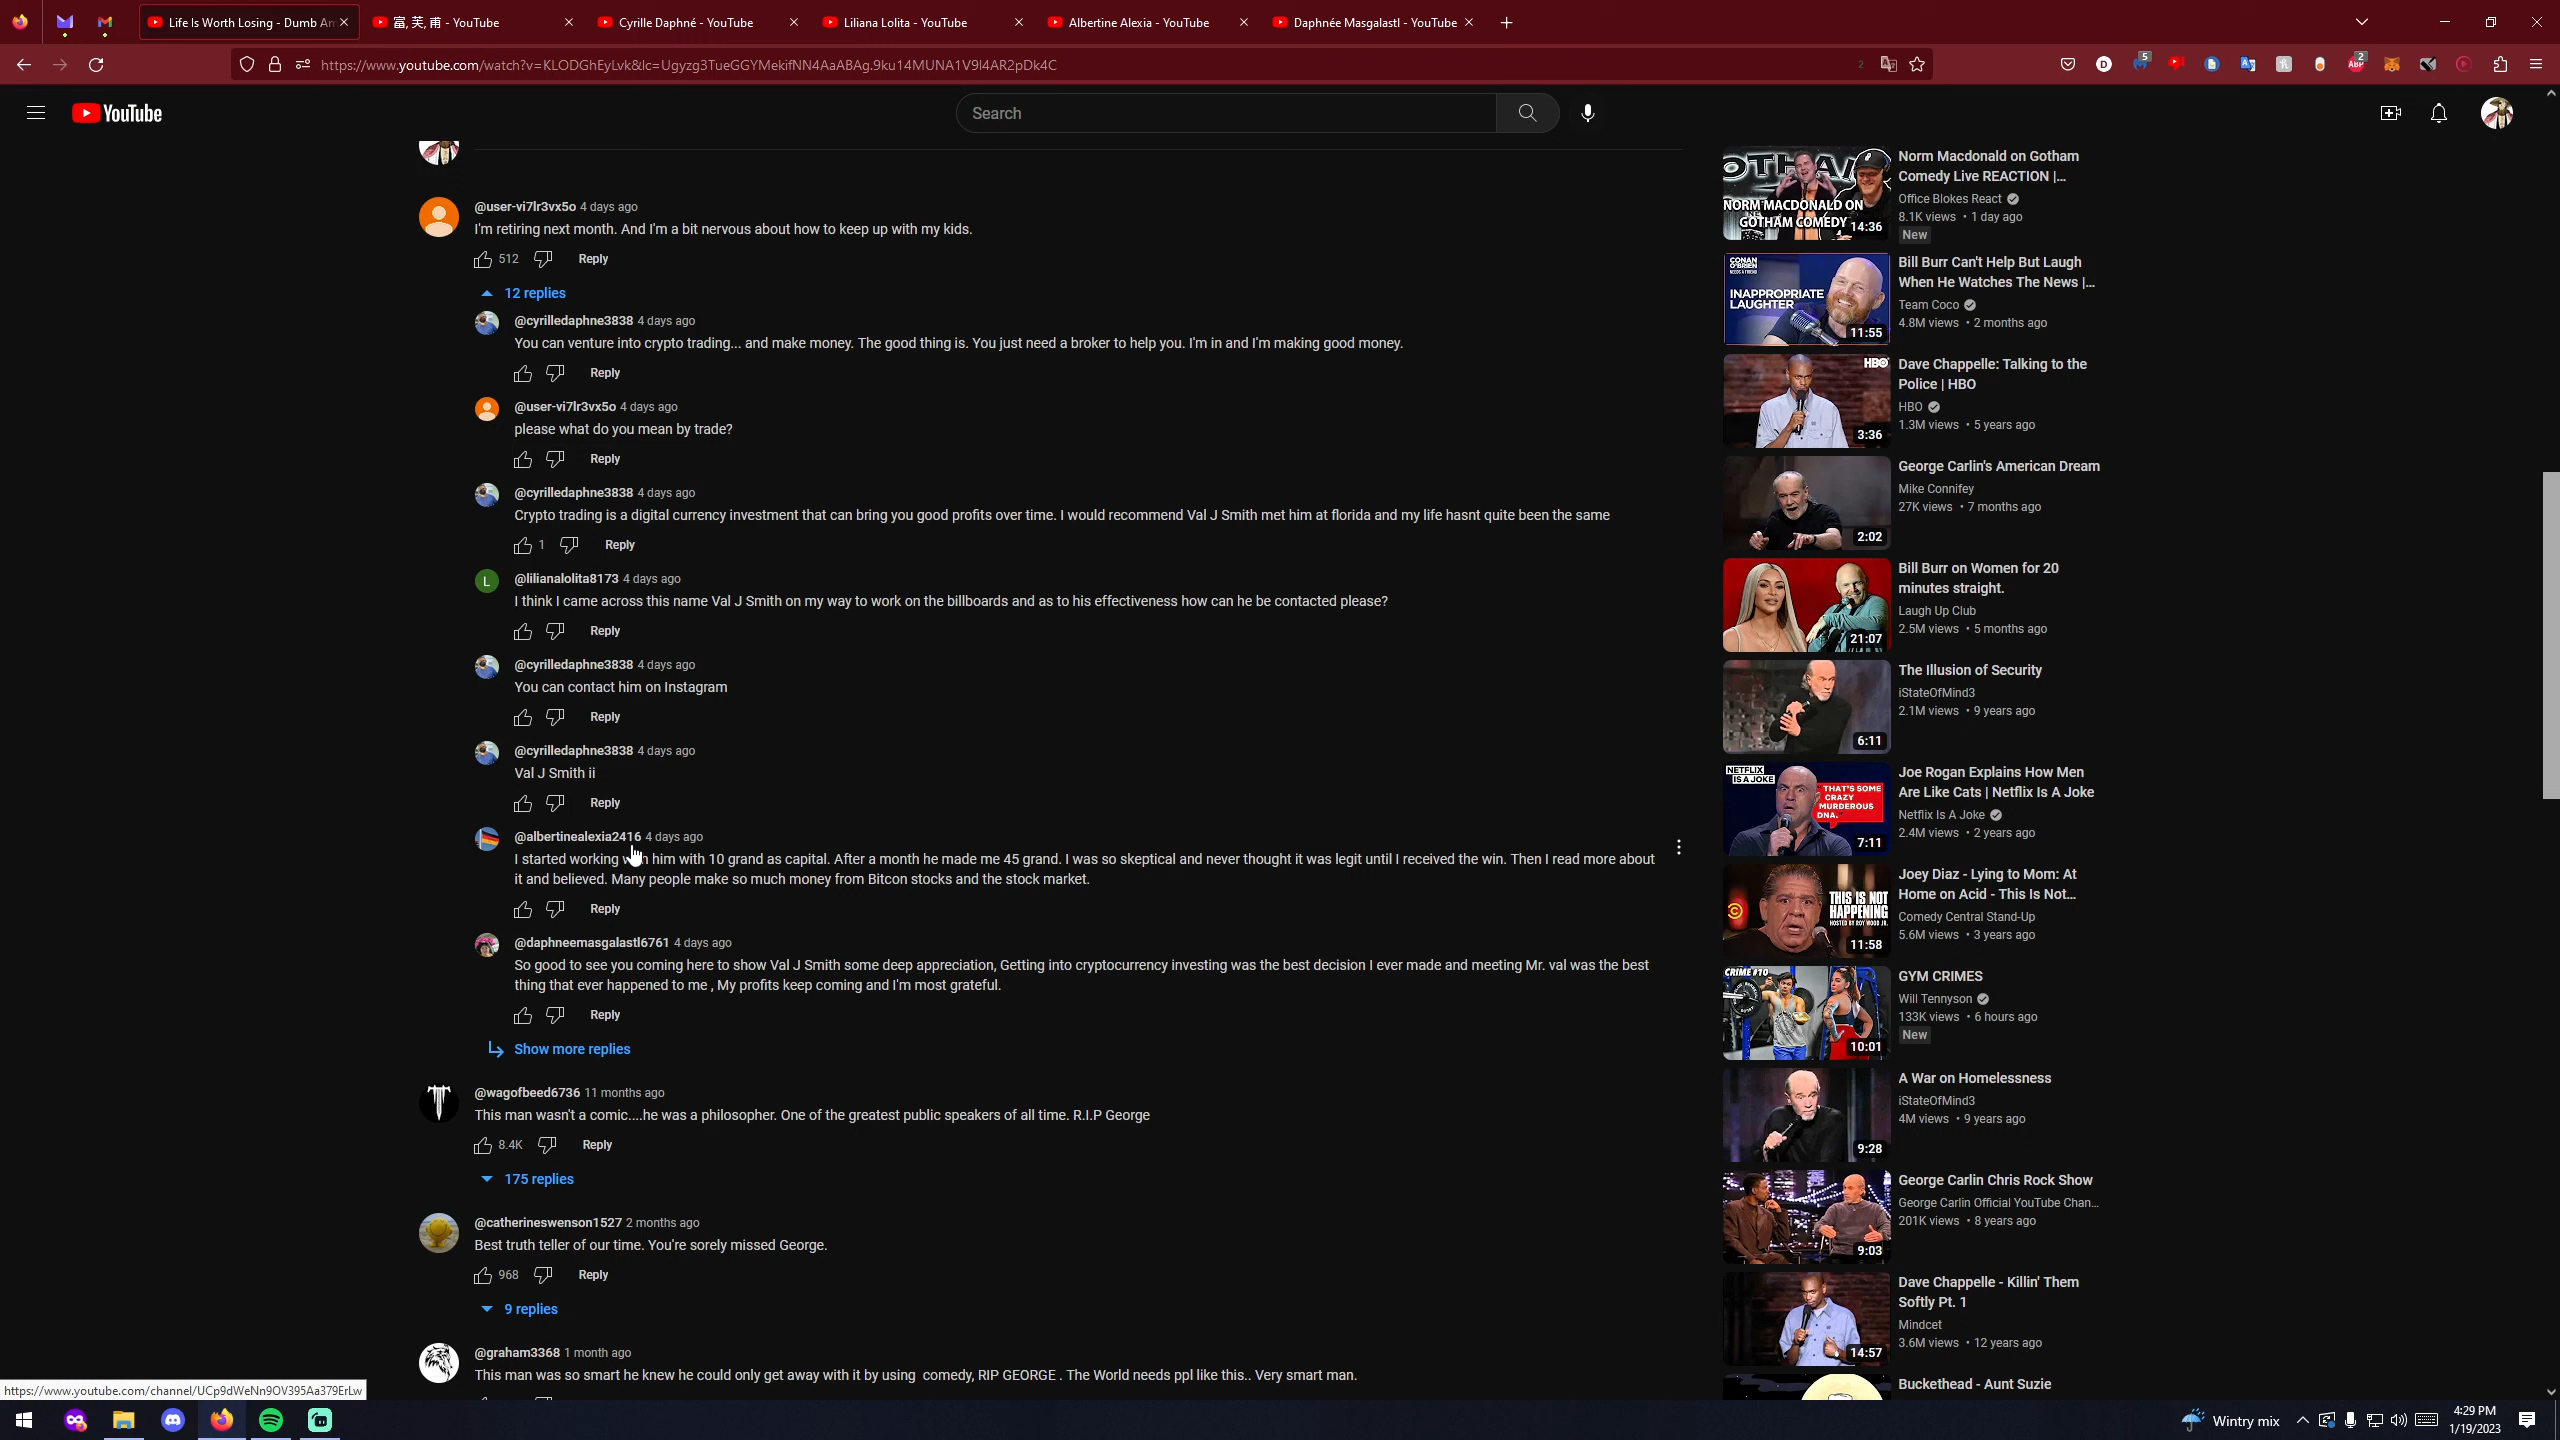 Life Is Worth Losing - Dumb Am
富, 芙, 甫 - YouTube
Cyrille Daphné - YouTube
Liliana Lolita - YouTube
Albertine Alexia - YouTube
Daphnée Masgalastl - YouTube
https://www.youtube.com/watch?v=KLODGhEyLvk&lc=Ugyzg3TueGGYMekifNN4AaABAg.9ku14MUNA1V9l4AR2pDk4C
2
5
2
YouTube
Search
@user-vi7lr3vx5o 4 days ago
I'm retiring next month. And I'm a bit nervous about how to keep up with my kids.
512 Reply
12 replies
@cyrilledaphne3838 4 days ago
You can venture into crypto trading... and make money. The good thing is. You just need a broker to help you. I'm in and I'm making good money.
Reply
@user-vi7lr3vx5o 4 days ago
please what do you mean by trade?
Reply
@cyrilledaphne3838 4 days ago
Crypto trading is a digital currency investment that can bring you good profits over time. I would recommend Val J Smith met him at florida and my life hasnt quite been the same
1 Reply
L
@lilianalolita8173 4 days ago
I think I came across this name Val J Smith on my way to work on the billboards and as to his effectiveness how can he be contacted please?
Reply
@cyrilledaphne3838 4 days ago
You can contact him on Instagram
Reply
@cyrilledaphne3838 4 days ago
Val J Smith ii
Reply
@albertinealexia2416 4 days ago
I started working him with 10 grand as capital. After a month he made me 45 grand. I was so skeptical and never thought it was legit until I received the win. Then I read more about
it and believed. Many people make so much money from Bitcon stocks and the stock market.
Reply
@daphneemasgalastl6761 4 days ago
So good to see you coming here to show Val J Smith some deep appreciation, Getting into cryptocurrency investing was the best decision I ever made and meeting Mr. val was the best
thing that ever happened to me , My profits keep coming and I'm most grateful.
Reply
Show more replies
@wagofbeed6736 11 months ago
This man wasn't a comic....he was a philosopher. One of the greatest public speakers of all time. R.I.P George
8.4K Reply
175 replies
@catherineswenson1527 2 months ago
Best truth teller of our time. You're sorely missed George.
968 Reply
9 replies
@graham3368 1 month ago
This man was so smart he knew he could only get away with it by using comedy, RIP GEORGE . The World needs ppl like this.. Very smart man.
NORM MACDONALD ON
GOTHAM COMEDY
14:36
Norm Macdonald on Gotham
Comedy Live REACTION |...
Office Blokes React
8.1K views • 1 day ago
New
CONAN
O'BRIEN
NEEDS A FRIEND
INAPPROPRIATE
LAUGHTER
11:55
Bill Burr Can't Help But Laugh
When He Watches The News |...
Team Coco
4.8M views • 2 months ago
HBO
3:36
Dave Chappelle: Talking to the
Police | HBO
HBO
1.3M views • 5 years ago
2:02
George Carlin's American Dream
Mike Connifey
27K views • 7 months ago
21:07
Bill Burr on Women for 20
minutes straight.
Laugh Up Club
2.5M views • 5 months ago
6:11
The Illusion of Security
iStateOfMind3
2.1M views • 9 years ago
NETFLIX
IS A JOKE
THAT'S SOME
CRAZY
MURDEROUS
DNA.
7:11
Joe Rogan Explains How Men
Are Like Cats | Netflix Is A Joke
Netflix Is A Joke
2.4M views • 2 years ago
THIS IS NOT
HAPPENING
HOSTED BY ROY WOOD JR.
11:58
Joey Diaz - Lying to Mom: At
Home on Acid - This Is Not...
Comedy Central Stand-Up
5.6M views • 3 years ago
CRIME #10
10:01
GYM CRIMES
Will Tennyson
133K views • 6 hours ago
New
9:28
A War on Homelessness
iStateOfMind3
4M views • 9 years ago
9:03
George Carlin Chris Rock Show
George Carlin Official YouTube Chan...
201K views • 8 years ago
14:57
Dave Chappelle - Killin' Them
Softly Pt. 1
Mindcet
3.6M views • 12 years ago
Buckethead - Aunt Suzie
https://www.youtube.com/channel/UCp9dWeNn9OV395Aa379ErLw
Wintry mix
4:29 PM
1/19/2023